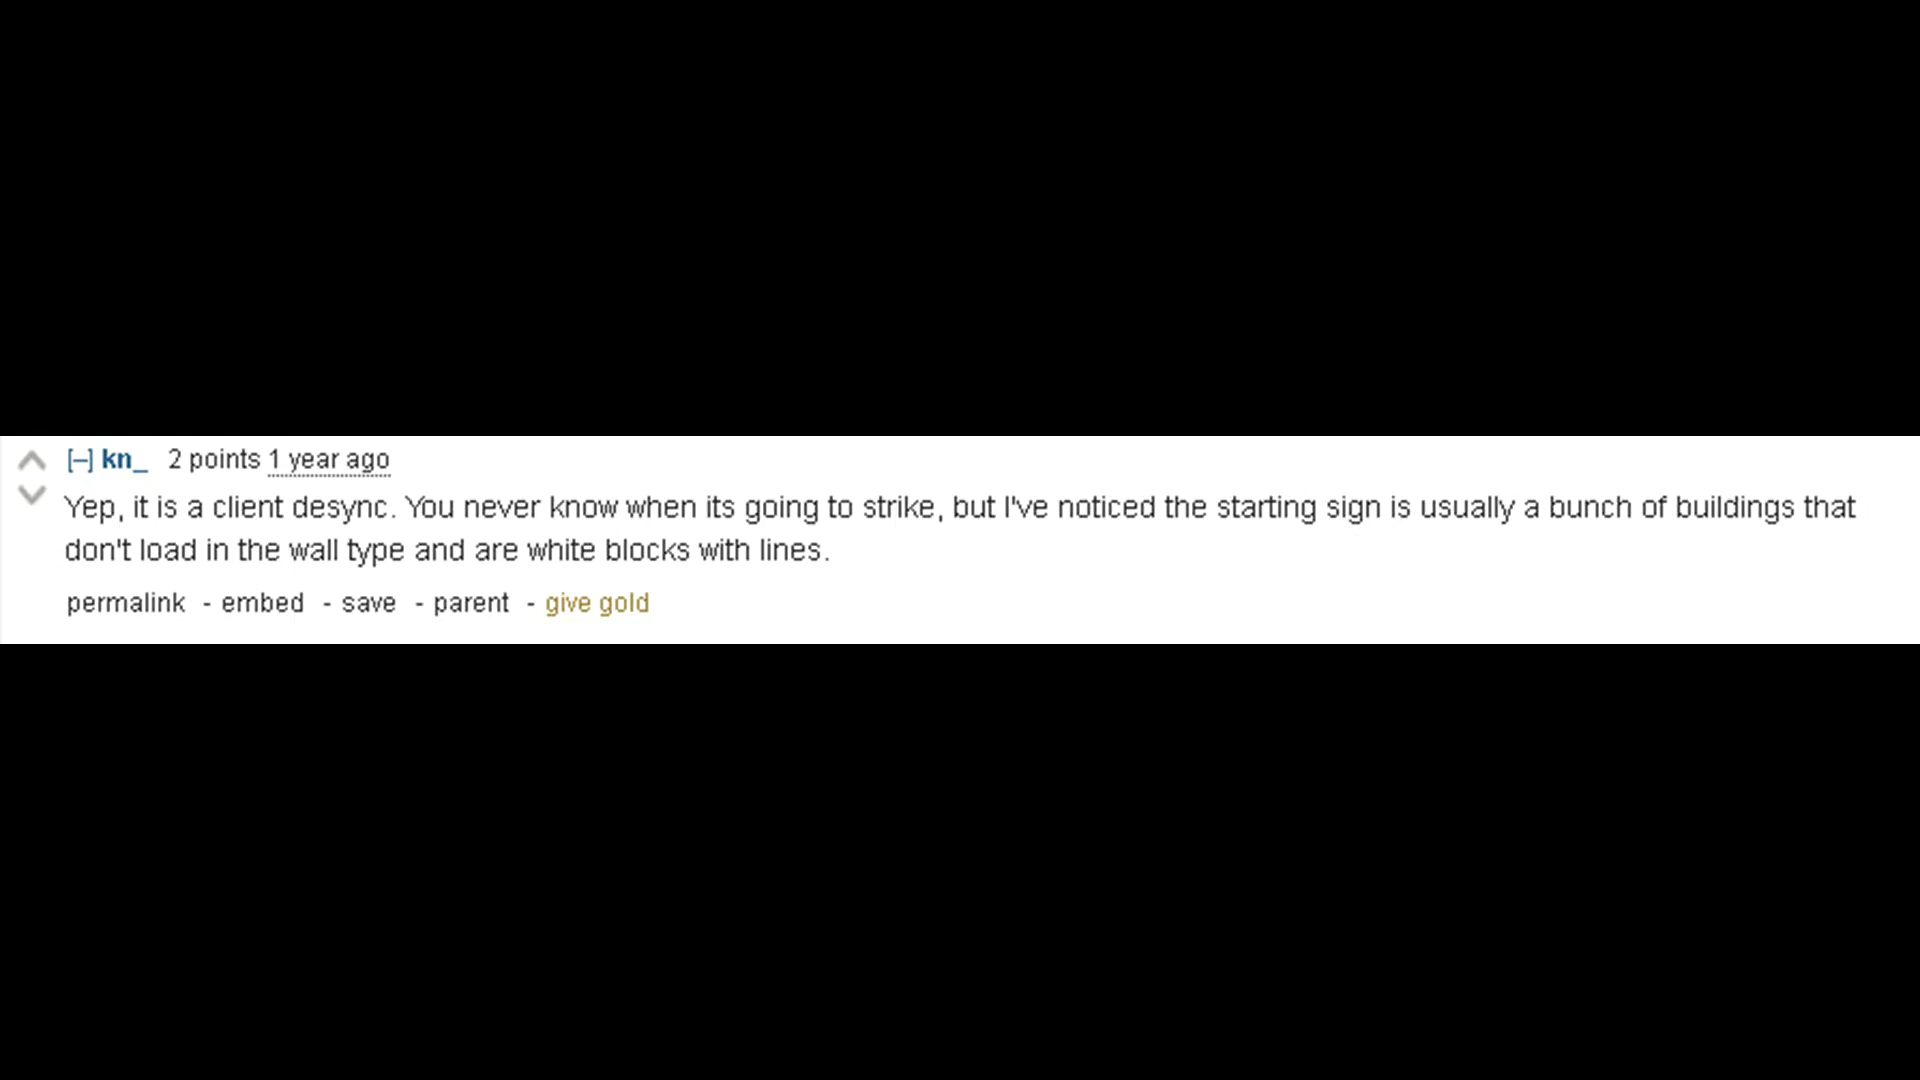 [–] kn_ 2 points 1 year ago
Yep, it is a client desync. You never know when its going to strike, but I've noticed the starting sign is usually a bunch of buildings that
don't load in the wall type and are white blocks with lines.
permalink - embed - save - parent - give gold